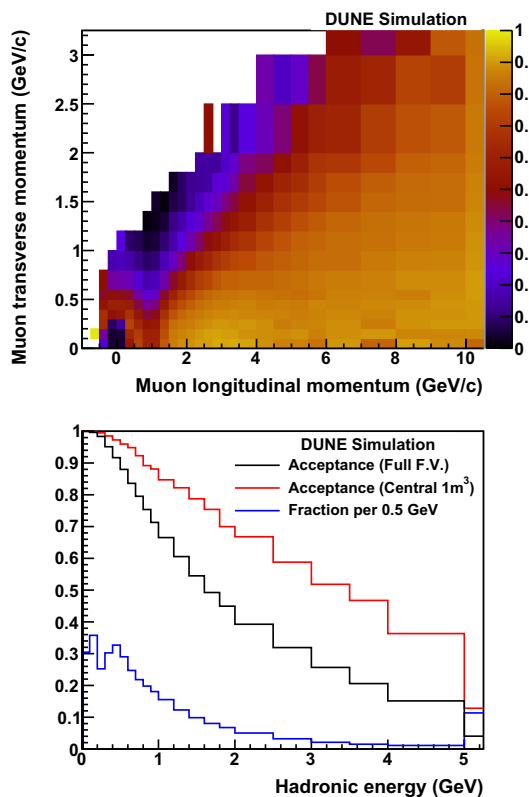 DUNE Simulation
Muon transverse momentum (GeV/c)
3
2.5
2
1.5
1
0.5
0
1
0.
0.
0.
0.
0.
0.
0.
0.
0.
0
0 2 4 6 8 10
Muon longitudinal momentum (GeV/c)
DUNE Simulation
Acceptance (Full F.V.)
Acceptance (Central 1m³)
Fraction per 0.5 GeV
1
0.9
0.8
0.7
0.6
0.5
0.4
0.3
0.2
0.1
0
0 1 2 3 4 5
Hadronic energy (GeV)